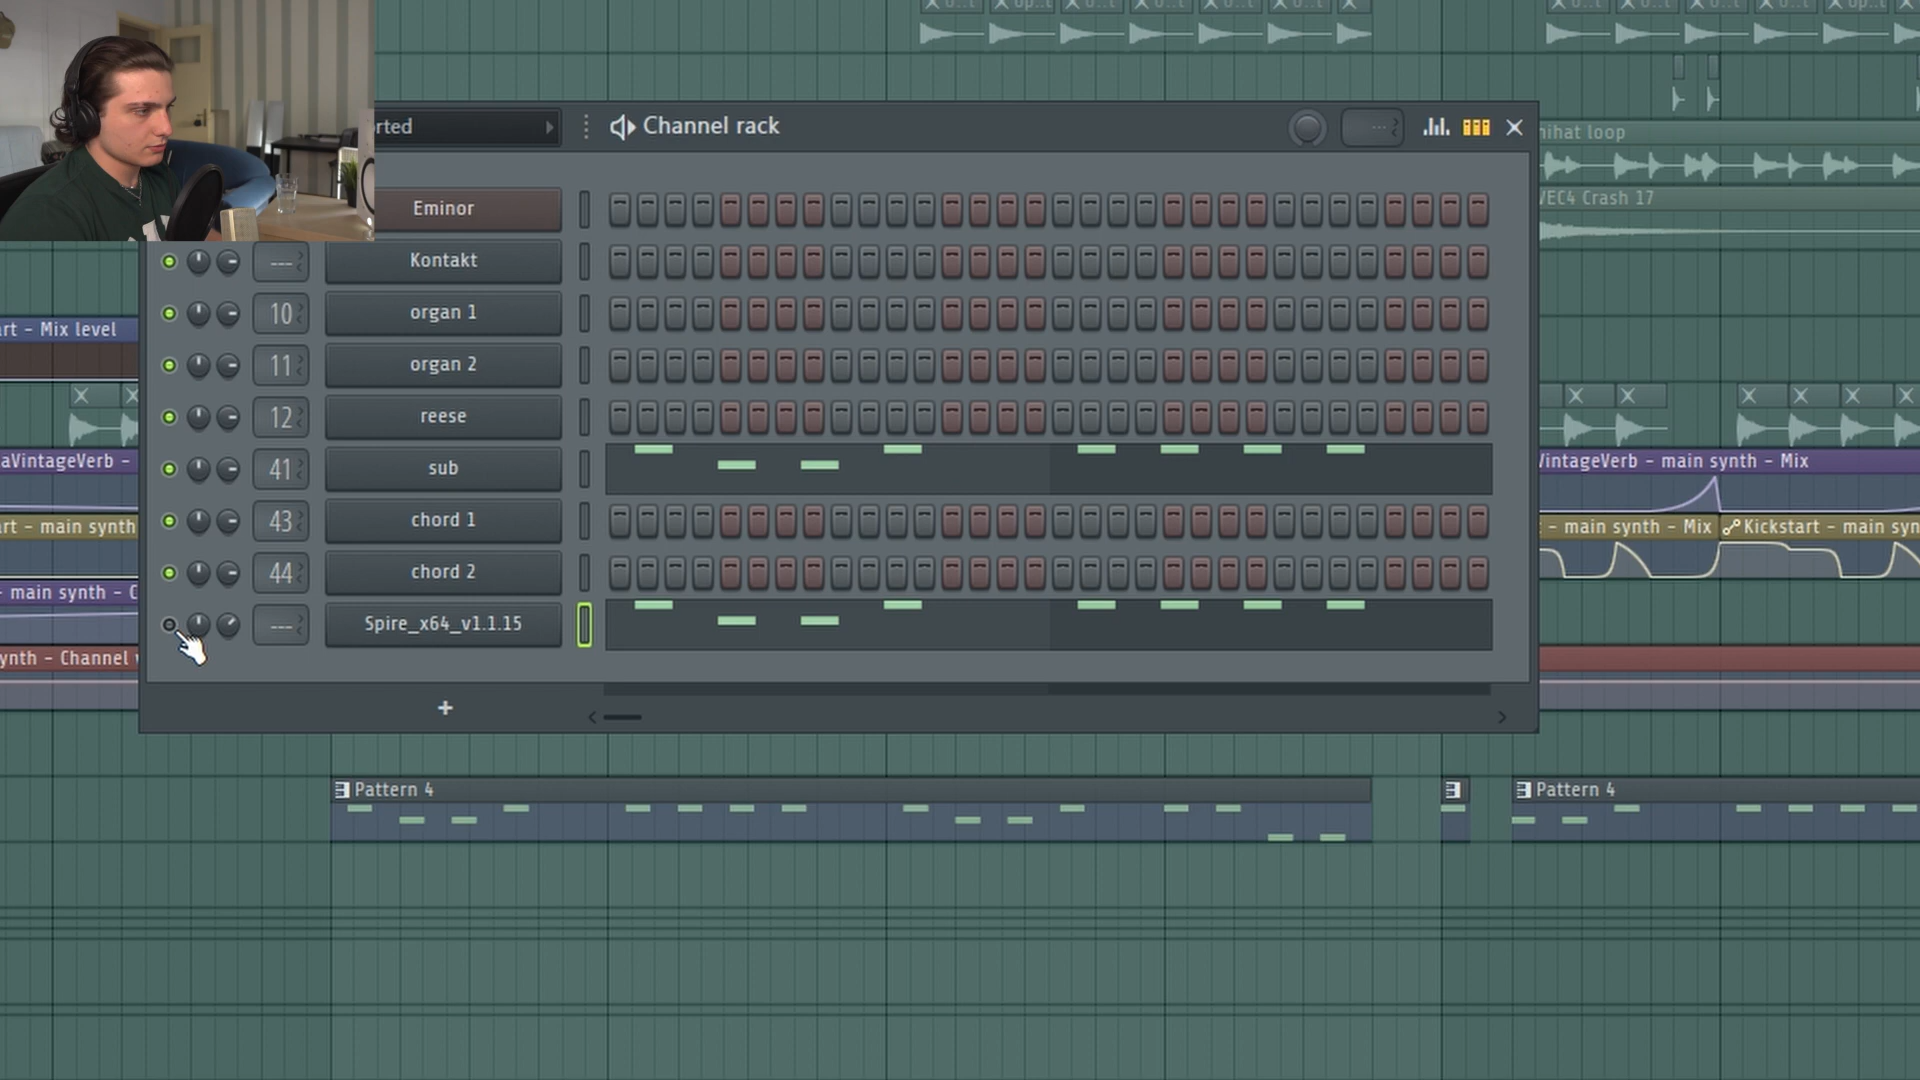 rted
Channel rack
Eminor
--- Kontakt
10 organ 1
11 organ 2
12 reese
41 sub
43 chord 1
44 chord 2
--- Spire_x64_v1.1.15
+
hihat loop
VEC4 Crash 17
rt - Mix level
aVintageVerb -
VintageVerb - main synth - Mix
rt - main synth
- main synth - Mix
Kickstart - main syn
- main synth - C
ynth - Channel
Pattern 4
Pattern 4